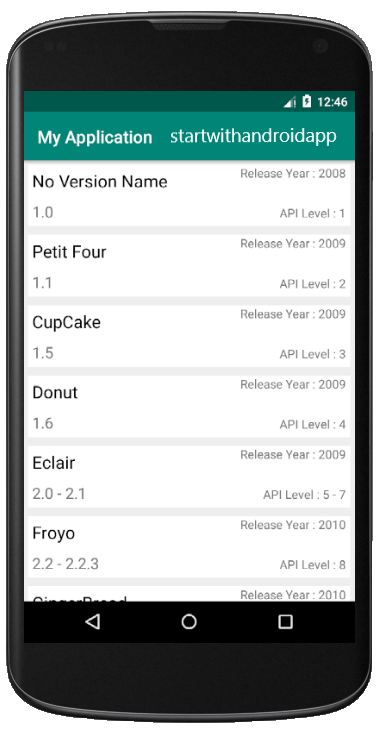 12:46
My Application startwithandroidapp
Release Year : 2008
No Version Name
1.0 API Level : 1
Release Year : 2009
Petit Four
1.1 API Level : 2
Release Year : 2009
CupCake
1.5 API Level : 3
Release Year : 2009
Donut
1.6 API Level : 4
Release Year : 2009
Eclair
2.0 - 2.1 API Level : 5 - 7
Release Year : 2010
Froyo
2.2 - 2.2.3 API Level : 8
Release Year : 2010
GingerBread